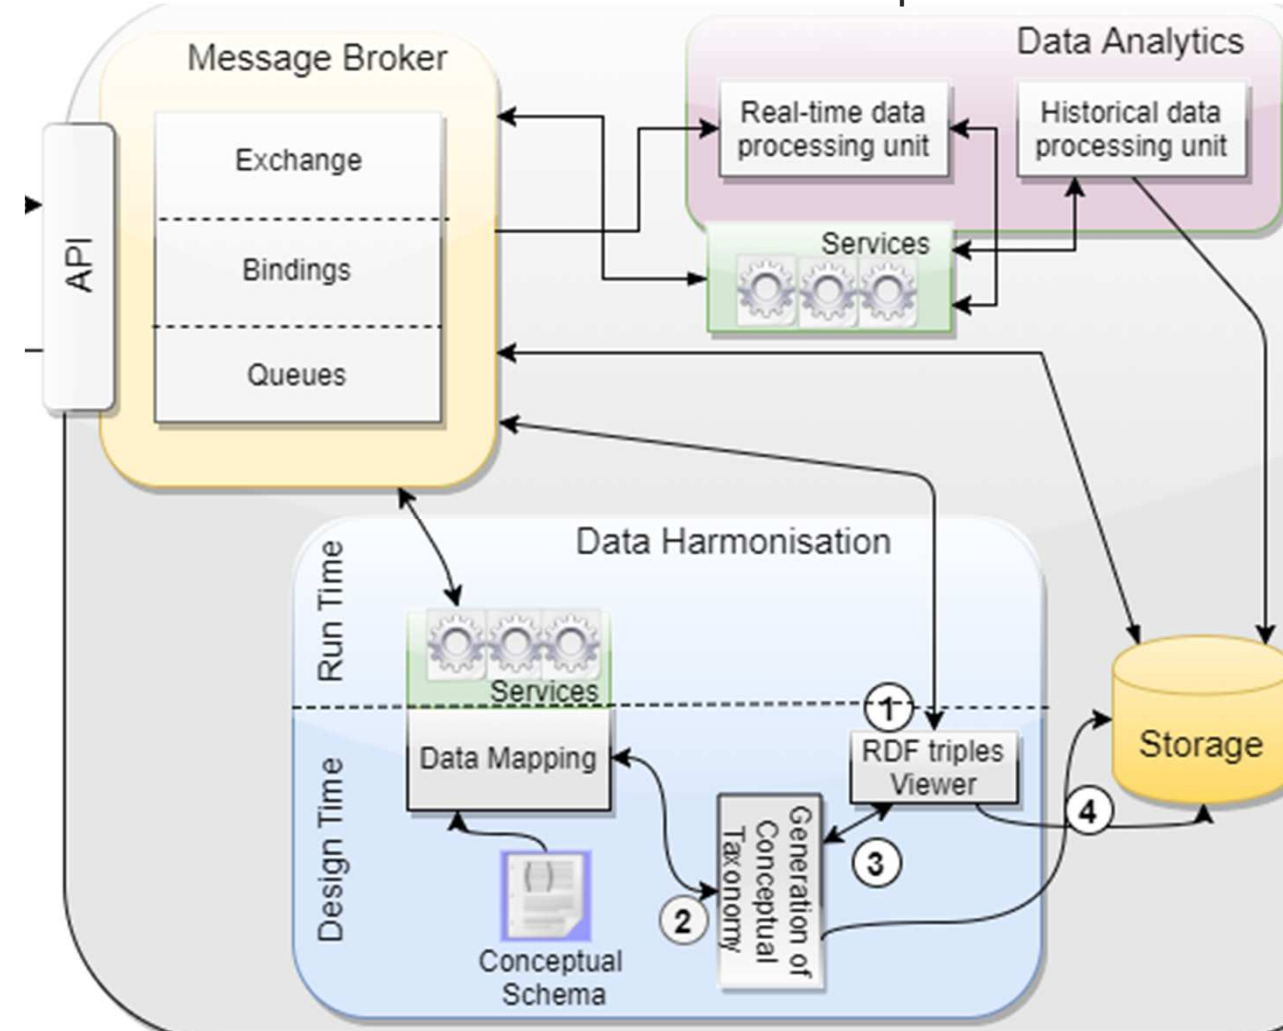 Message Broker
Exchange
Bindings
Queues
API
Data Analytics
Real-time data
processing unit
Historical data
processing unit
Services
Data Harmonisation
Run Time
Services
Design Time
Data Mapping
1
RDF triples
Viewer
Generation of
Conceptual
Taxonomy
2
3
4
Storage
Conceptual
Schema